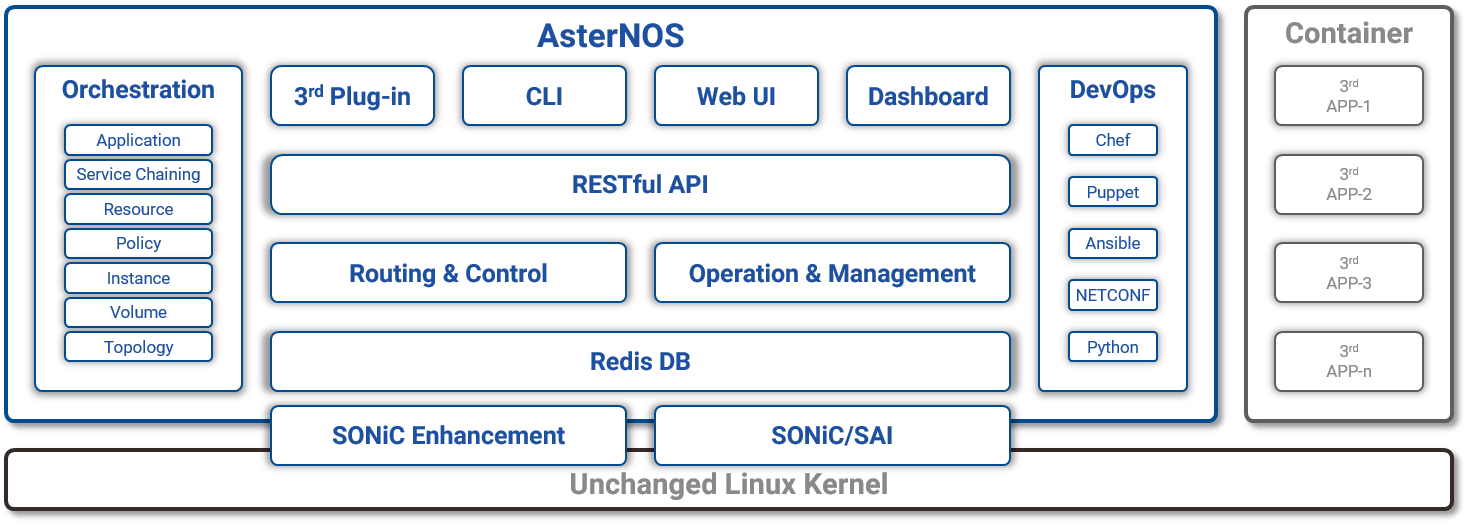 AsterNOS
Orchestration
Application
Service Chaining
Resource
Policy
Instance
Volume
Topology
3rd Plug-in
CLI
Web UI
Dashboard
RESTful API
Routing & Control
Operation & Management
Redis DB
SONiC Enhancement
SONiC/SAI
DevOps
Chef
Puppet
Ansible
NETCONF
Python
Container
3rd
APP-1
3rd
APP-2
3rd
APP-3
3rd
APP-n
Unchanged Linux Kernel